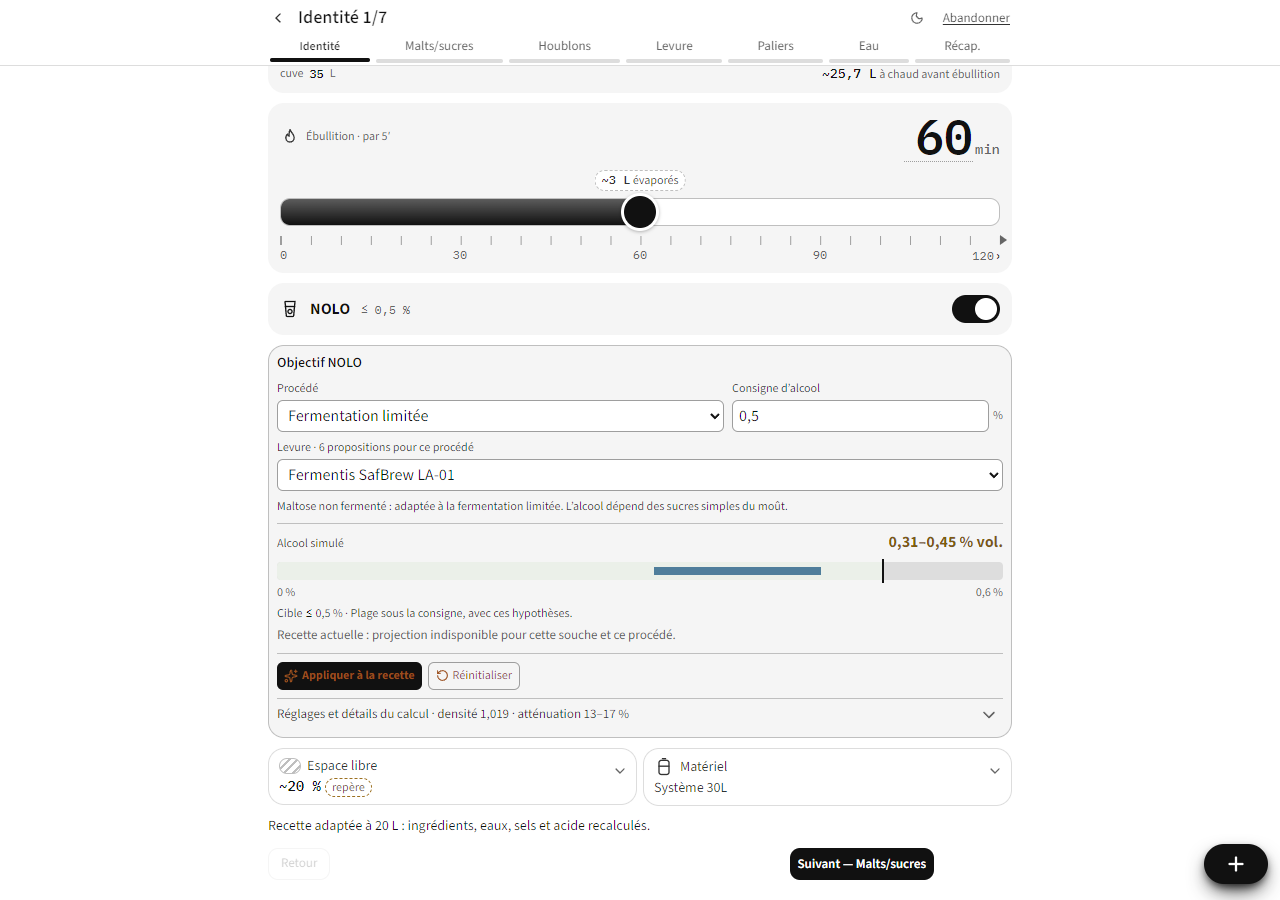 Identité 1/7
Abandonner
Identité Malts/sucres Houblons Levure Paliers Eau Récap.
cuve 35 L ~25,7 L à chaud avant ébullition
Ébullition · par 5' 60 min
~3 L évaporés
0 30 60 90 120›
NOLO ≤ 0,5 %
Objectif NOLO
Procédé Consigne d’alcool
Fermentation limitée 0,5 %
Levure · 6 propositions pour ce procédé
Fermentis SafBrew LA-01
Maltose non fermenté : adaptée à la fermentation limitée. L’alcool dépend des sucres simples du moût.
Alcool simulé 0,31–0,45 % vol.
0 % 0,6 %
Cible ≤ 0,5 % · Plage sous la consigne, avec ces hypothèses.
Recette actuelle : projection indisponible pour cette souche et ce procédé.
Appliquer à la recette Réinitialiser
Réglages et détails du calcul · densité 1,019 · atténuation 13–17 %
Espace libre Matériel
~20 % repère Système 30L
Recette adaptée à 20 L : ingrédients, eaux, sels et acide recalculés.
Retour Suivant — Malts/sucres